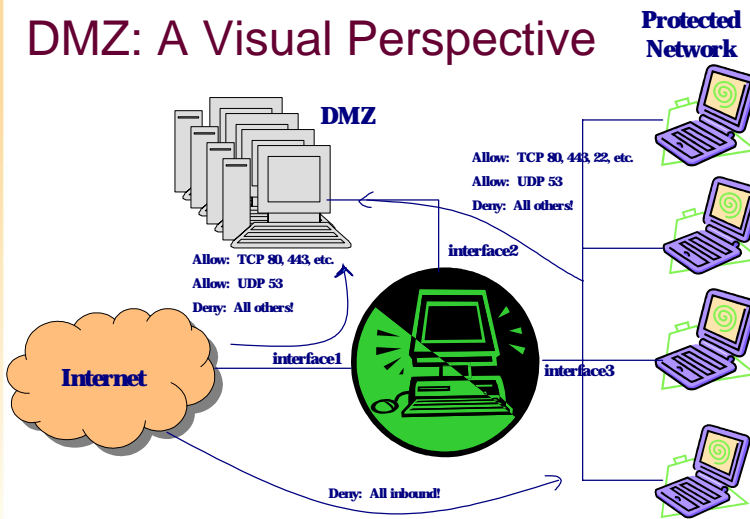 DMZ: A Visual Perspective
Protected
Network
DMZ
Allow: TCP 80, 443, 22, etc.
Allow: UDP 53
Deny: All others!
interface2
Allow: TCP 80, 443, etc.
Allow: UDP 53
Deny: All others!
interface1
Internet
interface3
Deny: All inbound!